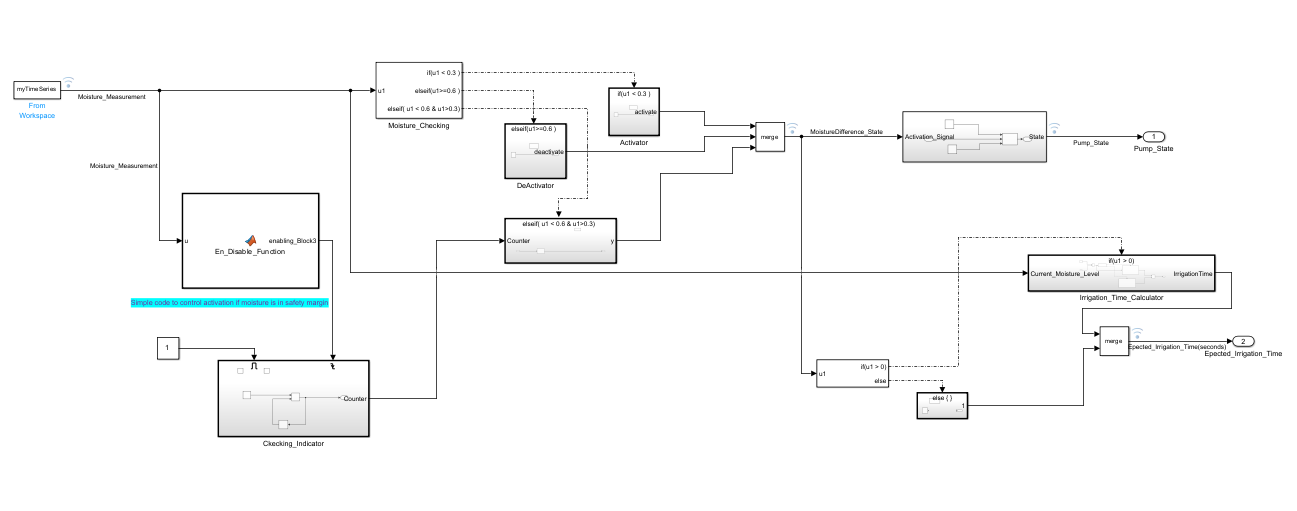 if(u1 < 0.3 )
myTimeSeries
u1
elseif(u1>=0.6 )
if(u1 < 0.3 )
Moisture_Measurement
From
Workspace
elseif( u1 < 0.6 & u1>0.3)
activate
Moisture_Checking
elseif(u1>=0.6 )
merge
MoistureDifference_State
Activation_Signal
State
1
Activator
Pump_State
Pump_State
deactivate
Moisture_Measurement
DeActivator
elseif( u1 < 0.6 & u1>0.3)
u
enabling_Block3
Counter
y
En_Disable_Function
if(u1 > 0)
Current_Moisture_Level
IrrigationTime
Irrigation_Time_Calculator
Simple code to control activation if moisture is in safety margin
merge
2
Epected_Irrigation_Time(seconds)
1
Epected_Irrigation_Time
if(u1 > 0)
u1
else
else { }
Counter
1
Ckecking_Indicator